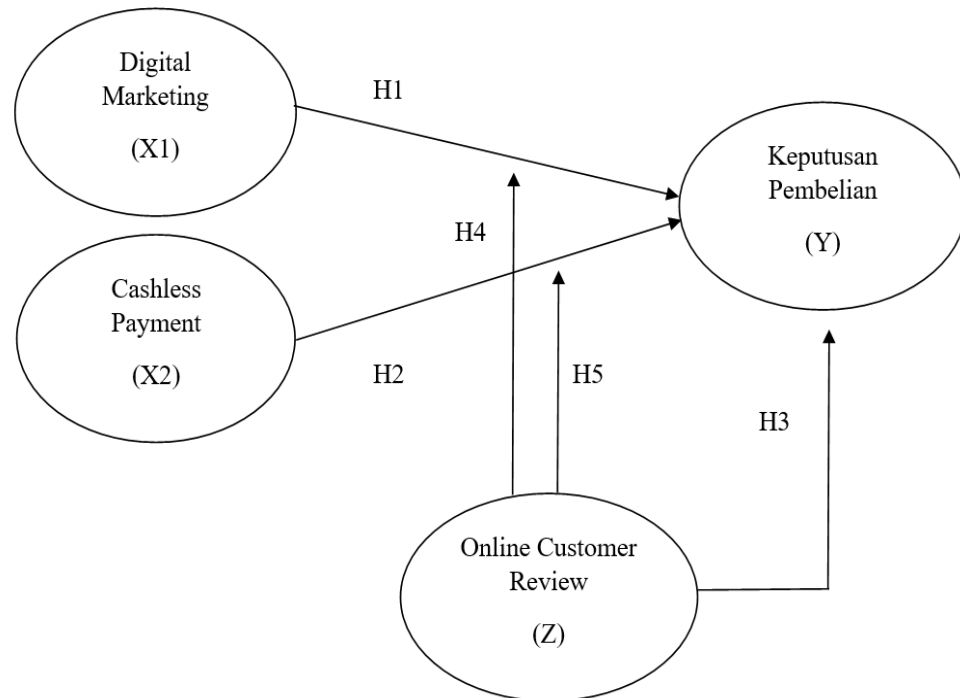 Digital
Marketing
(X1)
H1
Keputusan
Pembelian
(Y)
H4
Cashless
Payment
(X2)
H2
H5
H3
Online Customer
Review
(Z)